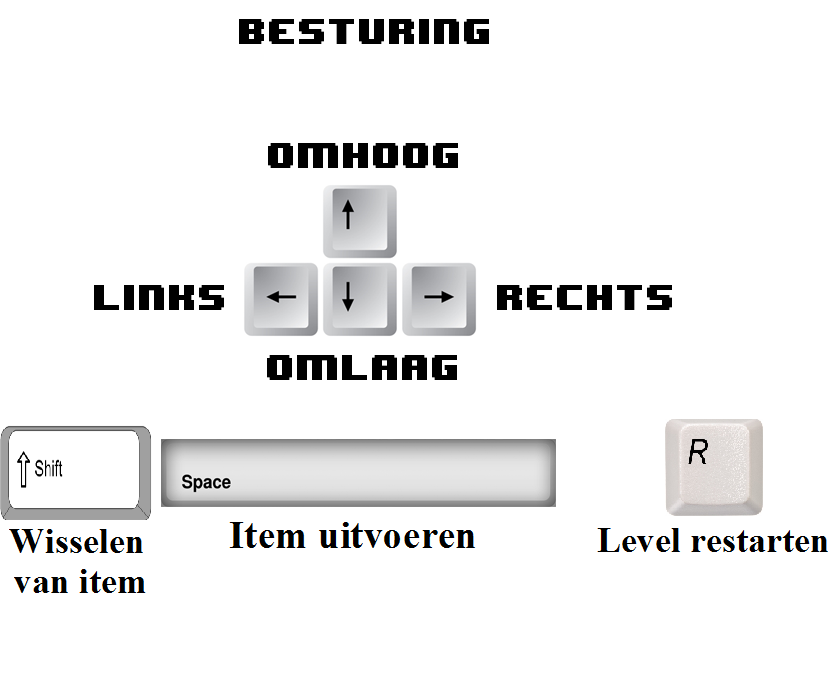 BESTURING
OMHOOG
LINKS
RECHTS
OMLAAG
Shift
Space
R
Wisselen
van item
Item uitvoeren
Level restarten